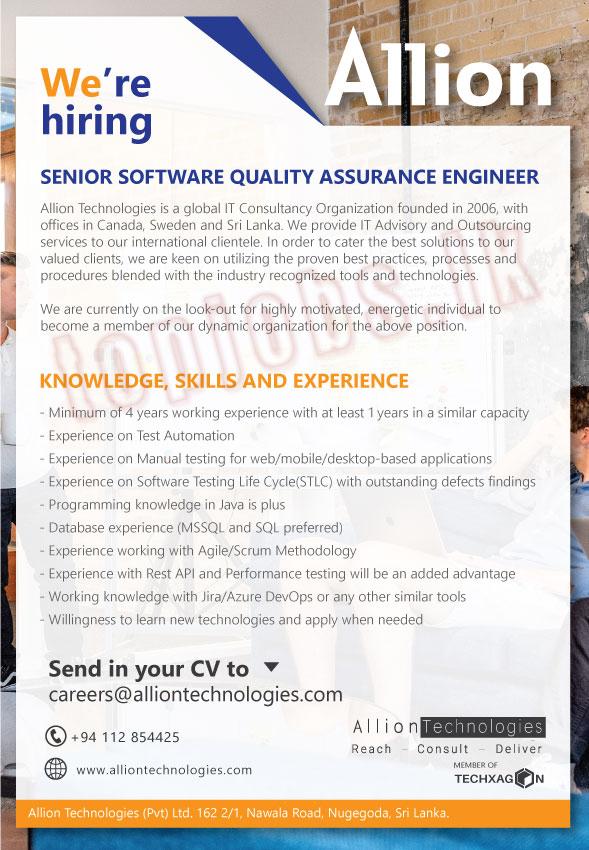 We're
hiring
Allion
SENIOR SOFTWARE QUALITY ASSURANCE ENGINEER
Allion Technologies is a global IT Consultancy Organization founded in 2006, with
offices in Canada, Sweden and Sri Lanka. We provide IT Advisory and Outsourcing
services to our international clientele. In order to cater the best solutions to our
valued clients, we are keen on utilizing the proven best practices, processes and
procedures blended with the industry recognized tools and technologies.
We are currently on the look-out for highly motivated, energetic individual to
become a member of our dynamic organization for the above position.
topjobs.lk
KNOWLEDGE, SKILLS AND EXPERIENCE
- Minimum of 4 years working experience with at least 1 years in a similar capacity
- Experience on Test Automation
- Experience on Manual testing for web/mobile/desktop-based applications
- Experience on Software Testing Life Cycle(STLC) with outstanding defects findings
- Programming knowledge in Java is plus
- Database experience (MSSQL and SQL preferred)
- Experience working with Agile/Scrum Methodology
- Experience with Rest API and Performance testing will be an added advantage
- Working knowledge with Jira/Azure DevOps or any other similar tools
- Willingness to learn new technologies and apply when needed
Send in your CV to
careers@alliontechnologies.com
+94 112 854425
www.alliontechnologies.com
Allion Technologies
Reach – Consult – Deliver
MEMBER OF
TECHXAGON
Allion Technologies (Pvt) Ltd. 162 2/1, Nawala Road, Nugegoda, Sri Lanka.